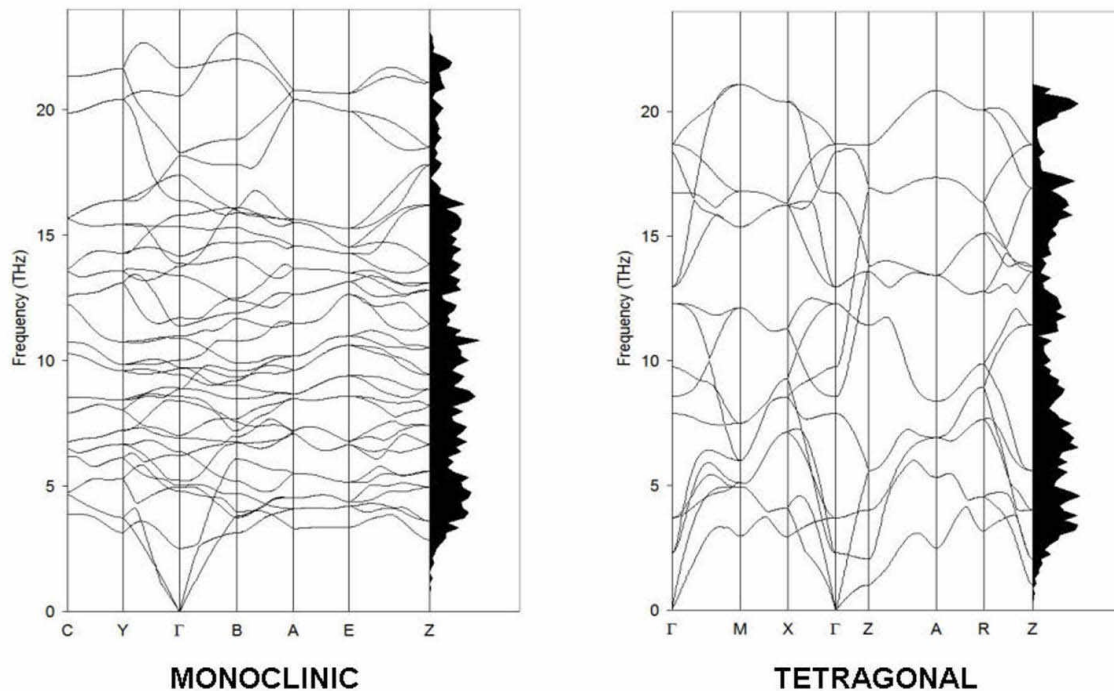 Frequency (THz)
20
15
10
5
0
C Y Γ B A E Z
MONOCLINIC
Frequency (THz)
20
15
10
5
0
Γ M X Γ Z A R Z
TETRAGONAL